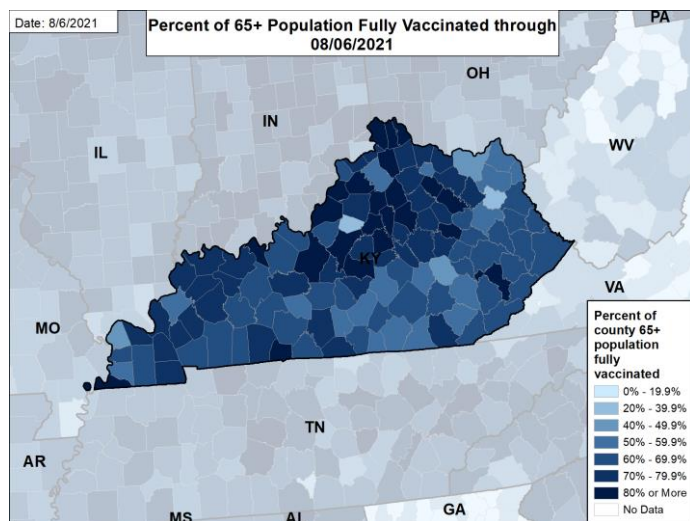 Date: 8/6/2021
Percent of 65+ Population Fully Vaccinated through
08/06/2021
PA
OH
IN
IL
WV
KY
VA
MO
TN
AR
MS
AL
GA
Percent of
county 65+
population
fully
vaccinated
0% - 19.9%
20% - 39.9%
40% - 49.9%
50% - 59.9%
60% - 69.9%
70% - 79.9%
80% or More
No Data